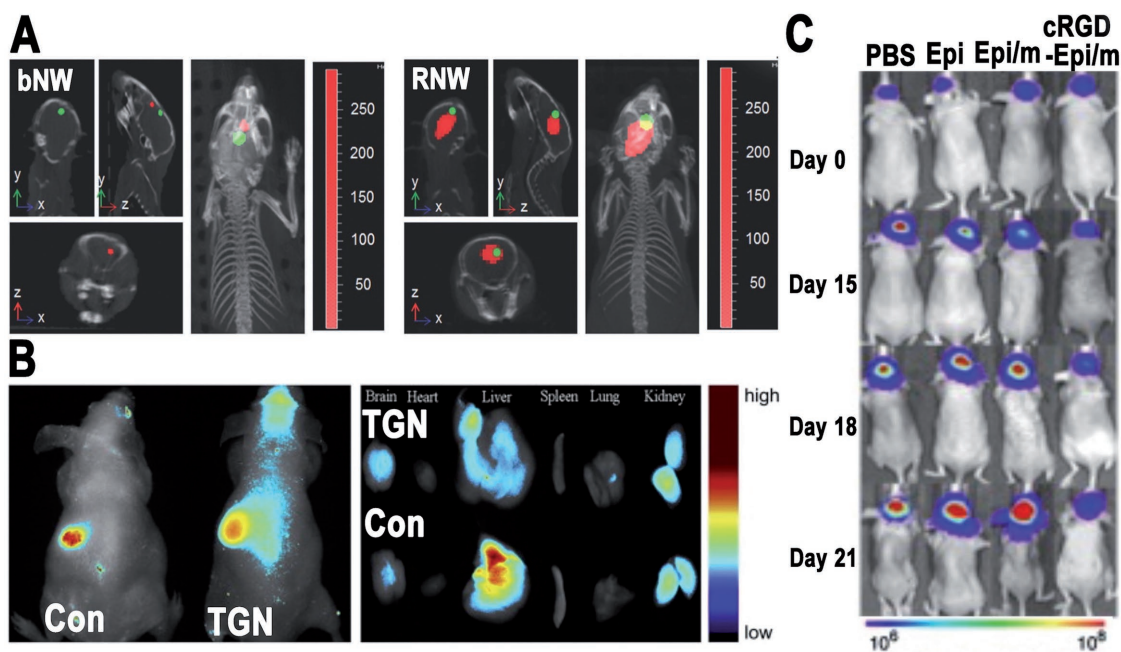 A
bNW
y
x
y
z
z
x
250
200
150
100
50
RNW
y
x
y
z
z
x
250
200
150
100
50
B
Con
TGN
Brain Heart Liver Spleen Lung Kidney
TGN
Con
high
low
C
PBS Epi Epi/m cRGD
-Epi/m
Day 0
Day 15
Day 18
Day 21
10⁶ 10⁸